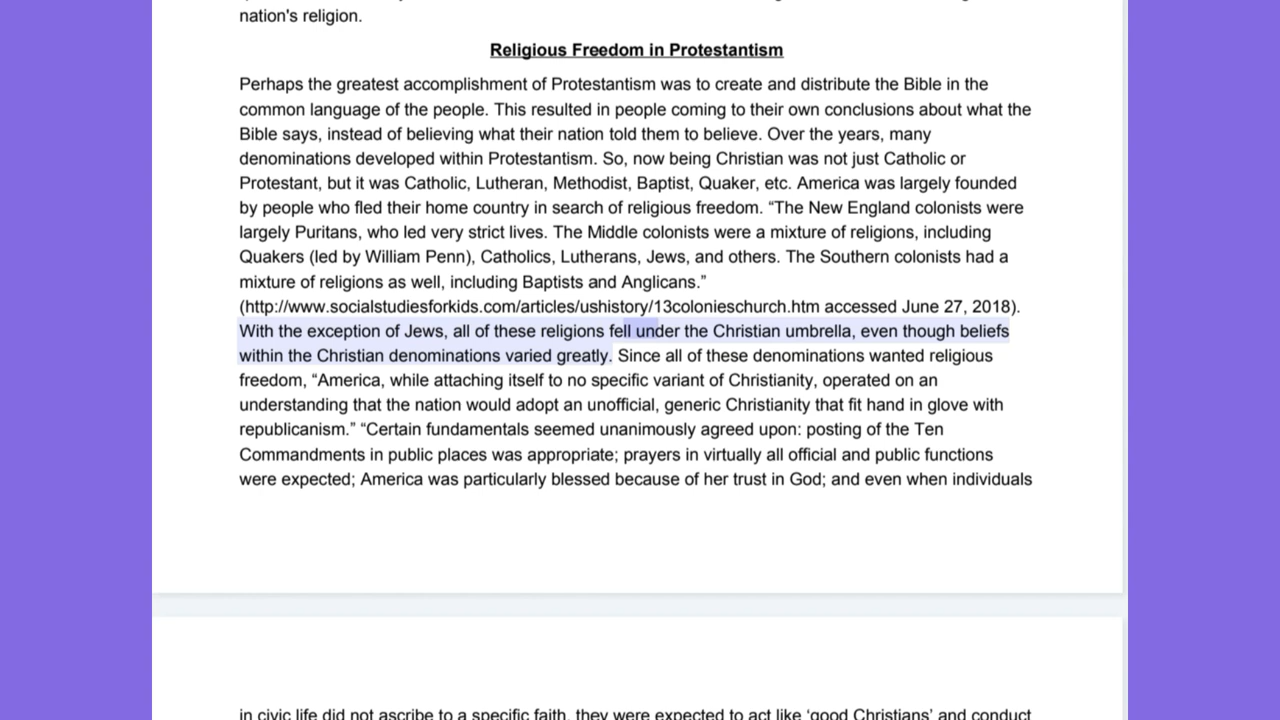 nation's religion.
Religious Freedom in Protestantism
Perhaps the greatest accomplishment of Protestantism was to create and distribute the Bible in the
common language of the people. This resulted in people coming to their own conclusions about what the
Bible says, instead of believing what their nation told them to believe. Over the years, many
denominations developed within Protestantism. So, now being Christian was not just Catholic or
Protestant, but it was Catholic, Lutheran, Methodist, Baptist, Quaker, etc. America was largely founded
by people who fled their home country in search of religious freedom. “The New England colonists were
largely Puritans, who led very strict lives. The Middle colonists were a mixture of religions, including
Quakers (led by William Penn), Catholics, Lutherans, Jews, and others. The Southern colonists had a
mixture of religions as well, including Baptists and Anglicans.”
(http://www.socialstudiesforkids.com/articles/ushistory/13colonieschurch.htm accessed June 27, 2018).
With the exception of Jews, all of these religions fell under the Christian umbrella, even though beliefs
within the Christian denominations varied greatly. Since all of these denominations wanted religious
freedom, “America, while attaching itself to no specific variant of Christianity, operated on an
understanding that the nation would adopt an unofficial, generic Christianity that fit hand in glove with
republicanism.” “Certain fundamentals seemed unanimously agreed upon: posting of the Ten
Commandments in public places was appropriate; prayers in virtually all official and public functions
were expected; America was particularly blessed because of her trust in God; and even when individuals
in civic life did not ascribe to a specific faith, they were expected to act like ‘good Christians’ and conduct